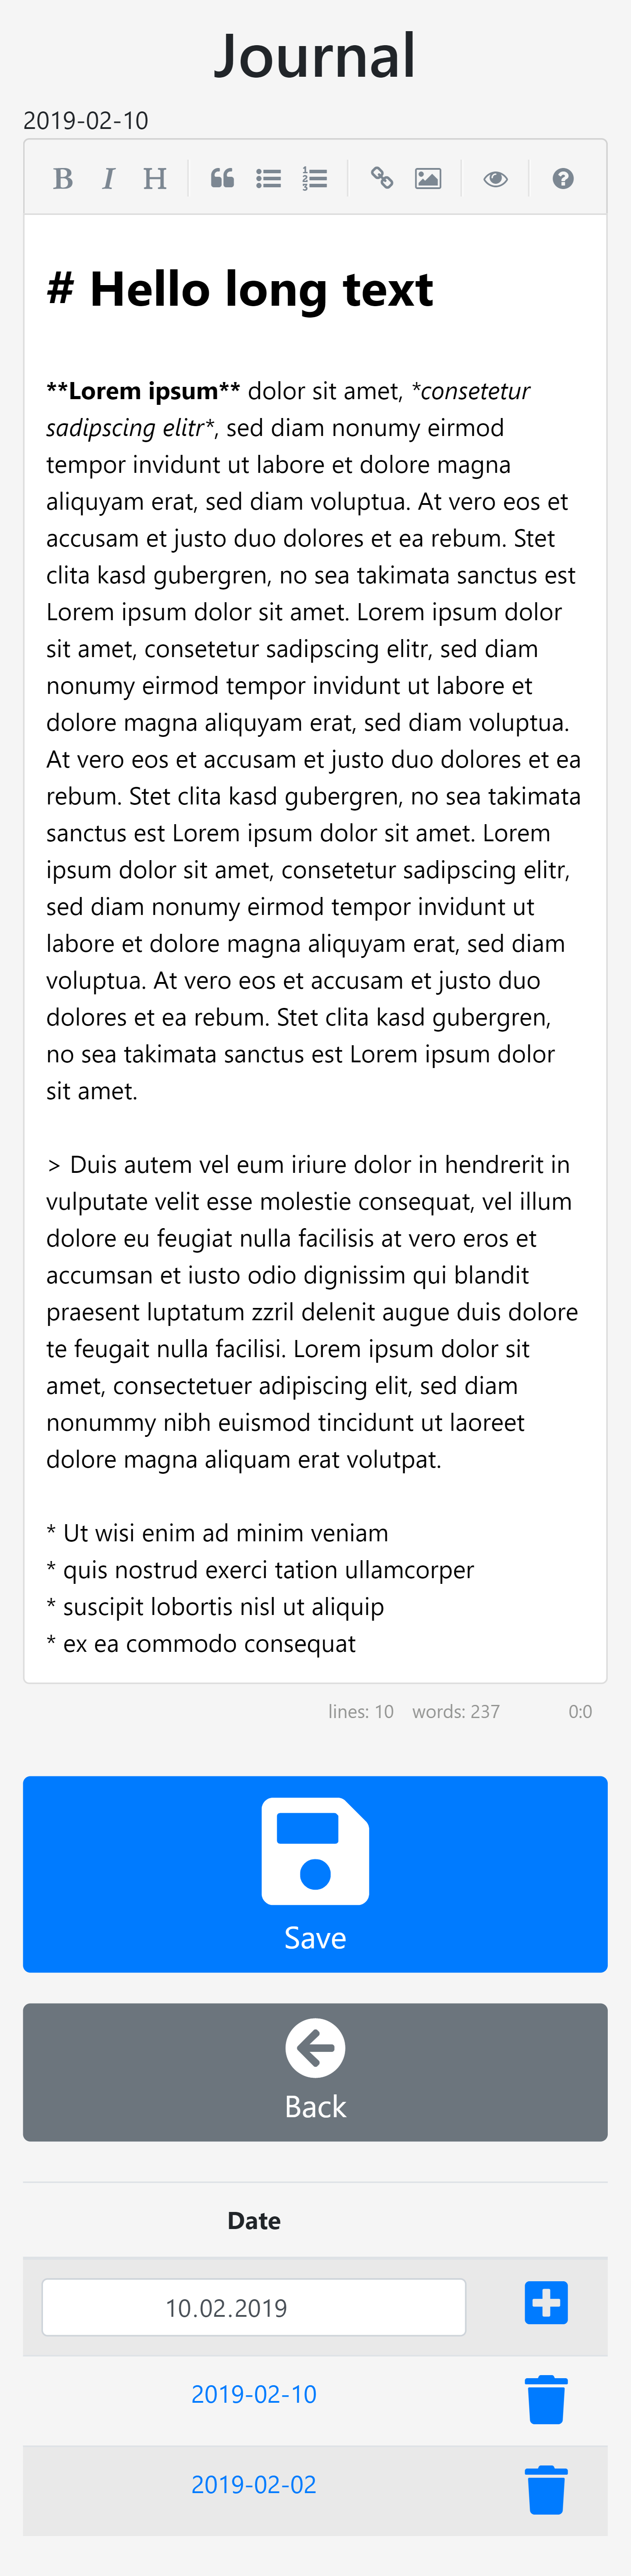 Journal
2019-02-10
B I H
# Hello long text
**Lorem ipsum** dolor sit amet, *consetetur
sadipscing elitr*, sed diam nonumy eirmod
tempor invidunt ut labore et dolore magna
aliquyam erat, sed diam voluptua. At vero eos et
accusam et justo duo dolores et ea rebum. Stet
clita kasd gubergren, no sea takimata sanctus est
Lorem ipsum dolor sit amet. Lorem ipsum dolor
sit amet, consetetur sadipscing elitr, sed diam
nonumy eirmod tempor invidunt ut labore et
dolore magna aliquyam erat, sed diam voluptua.
At vero eos et accusam et justo duo dolores et ea
rebum. Stet clita kasd gubergren, no sea takimata
sanctus est Lorem ipsum dolor sit amet. Lorem
ipsum dolor sit amet, consetetur sadipscing elitr,
sed diam nonumy eirmod tempor invidunt ut
labore et dolore magna aliquyam erat, sed diam
voluptua. At vero eos et accusam et justo duo
dolores et ea rebum. Stet clita kasd gubergren,
no sea takimata sanctus est Lorem ipsum dolor
sit amet.
> Duis autem vel eum iriure dolor in hendrerit in
vulputate velit esse molestie consequat, vel illum
dolore eu feugiat nulla facilisis at vero eros et
accumsan et iusto odio dignissim qui blandit
praesent luptatum zzril delenit augue duis dolore
te feugait nulla facilisi. Lorem ipsum dolor sit
amet, consectetuer adipiscing elit, sed diam
nonummy nibh euismod tincidunt ut laoreet
dolore magna aliquam erat volutpat.
* Ut wisi enim ad minim veniam
* quis nostrud exerci tation ullamcorper
* suscipit lobortis nisl ut aliquip
* ex ea commodo consequat
lines: 10 words: 237 0:0
Save
Back
Date
10.02.2019
2019-02-10
2019-02-02